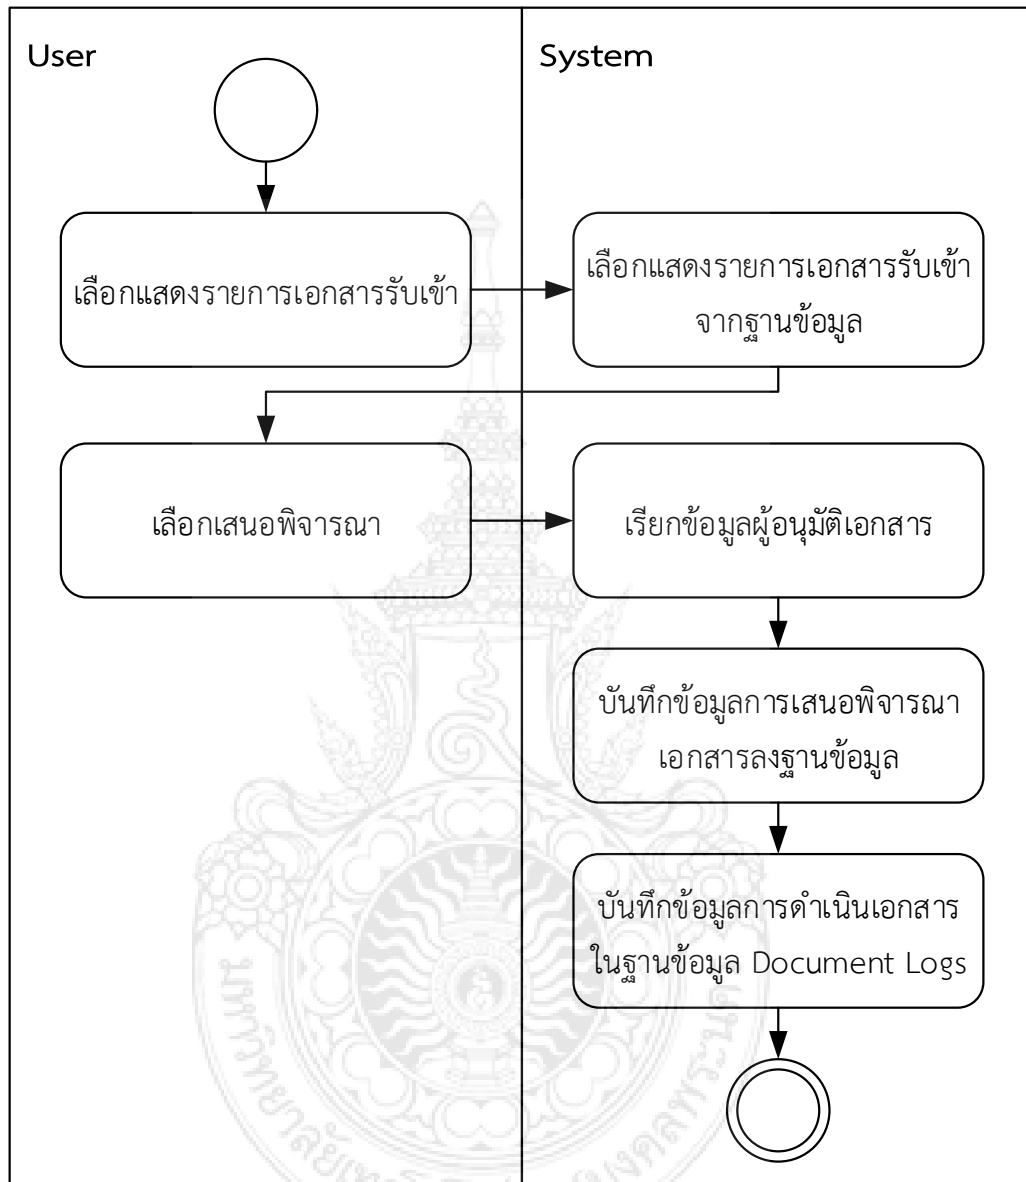 User
System
เลือกแสดงรายการเอกสารรับเข้า
เลือกแสดงรายการเอกสารรับเข้า
จากฐานข้อมูล
เลือกเสนอพิจารณา
เรียกข้อมูลผู้อนุมัติเอกสาร
บันทึกข้อมูลการเสนอพิจารณา
เอกสารลงฐานข้อมูล
บันทึกข้อมูลการดำเนินเอกสาร
ในฐานข้อมูล Document Logs